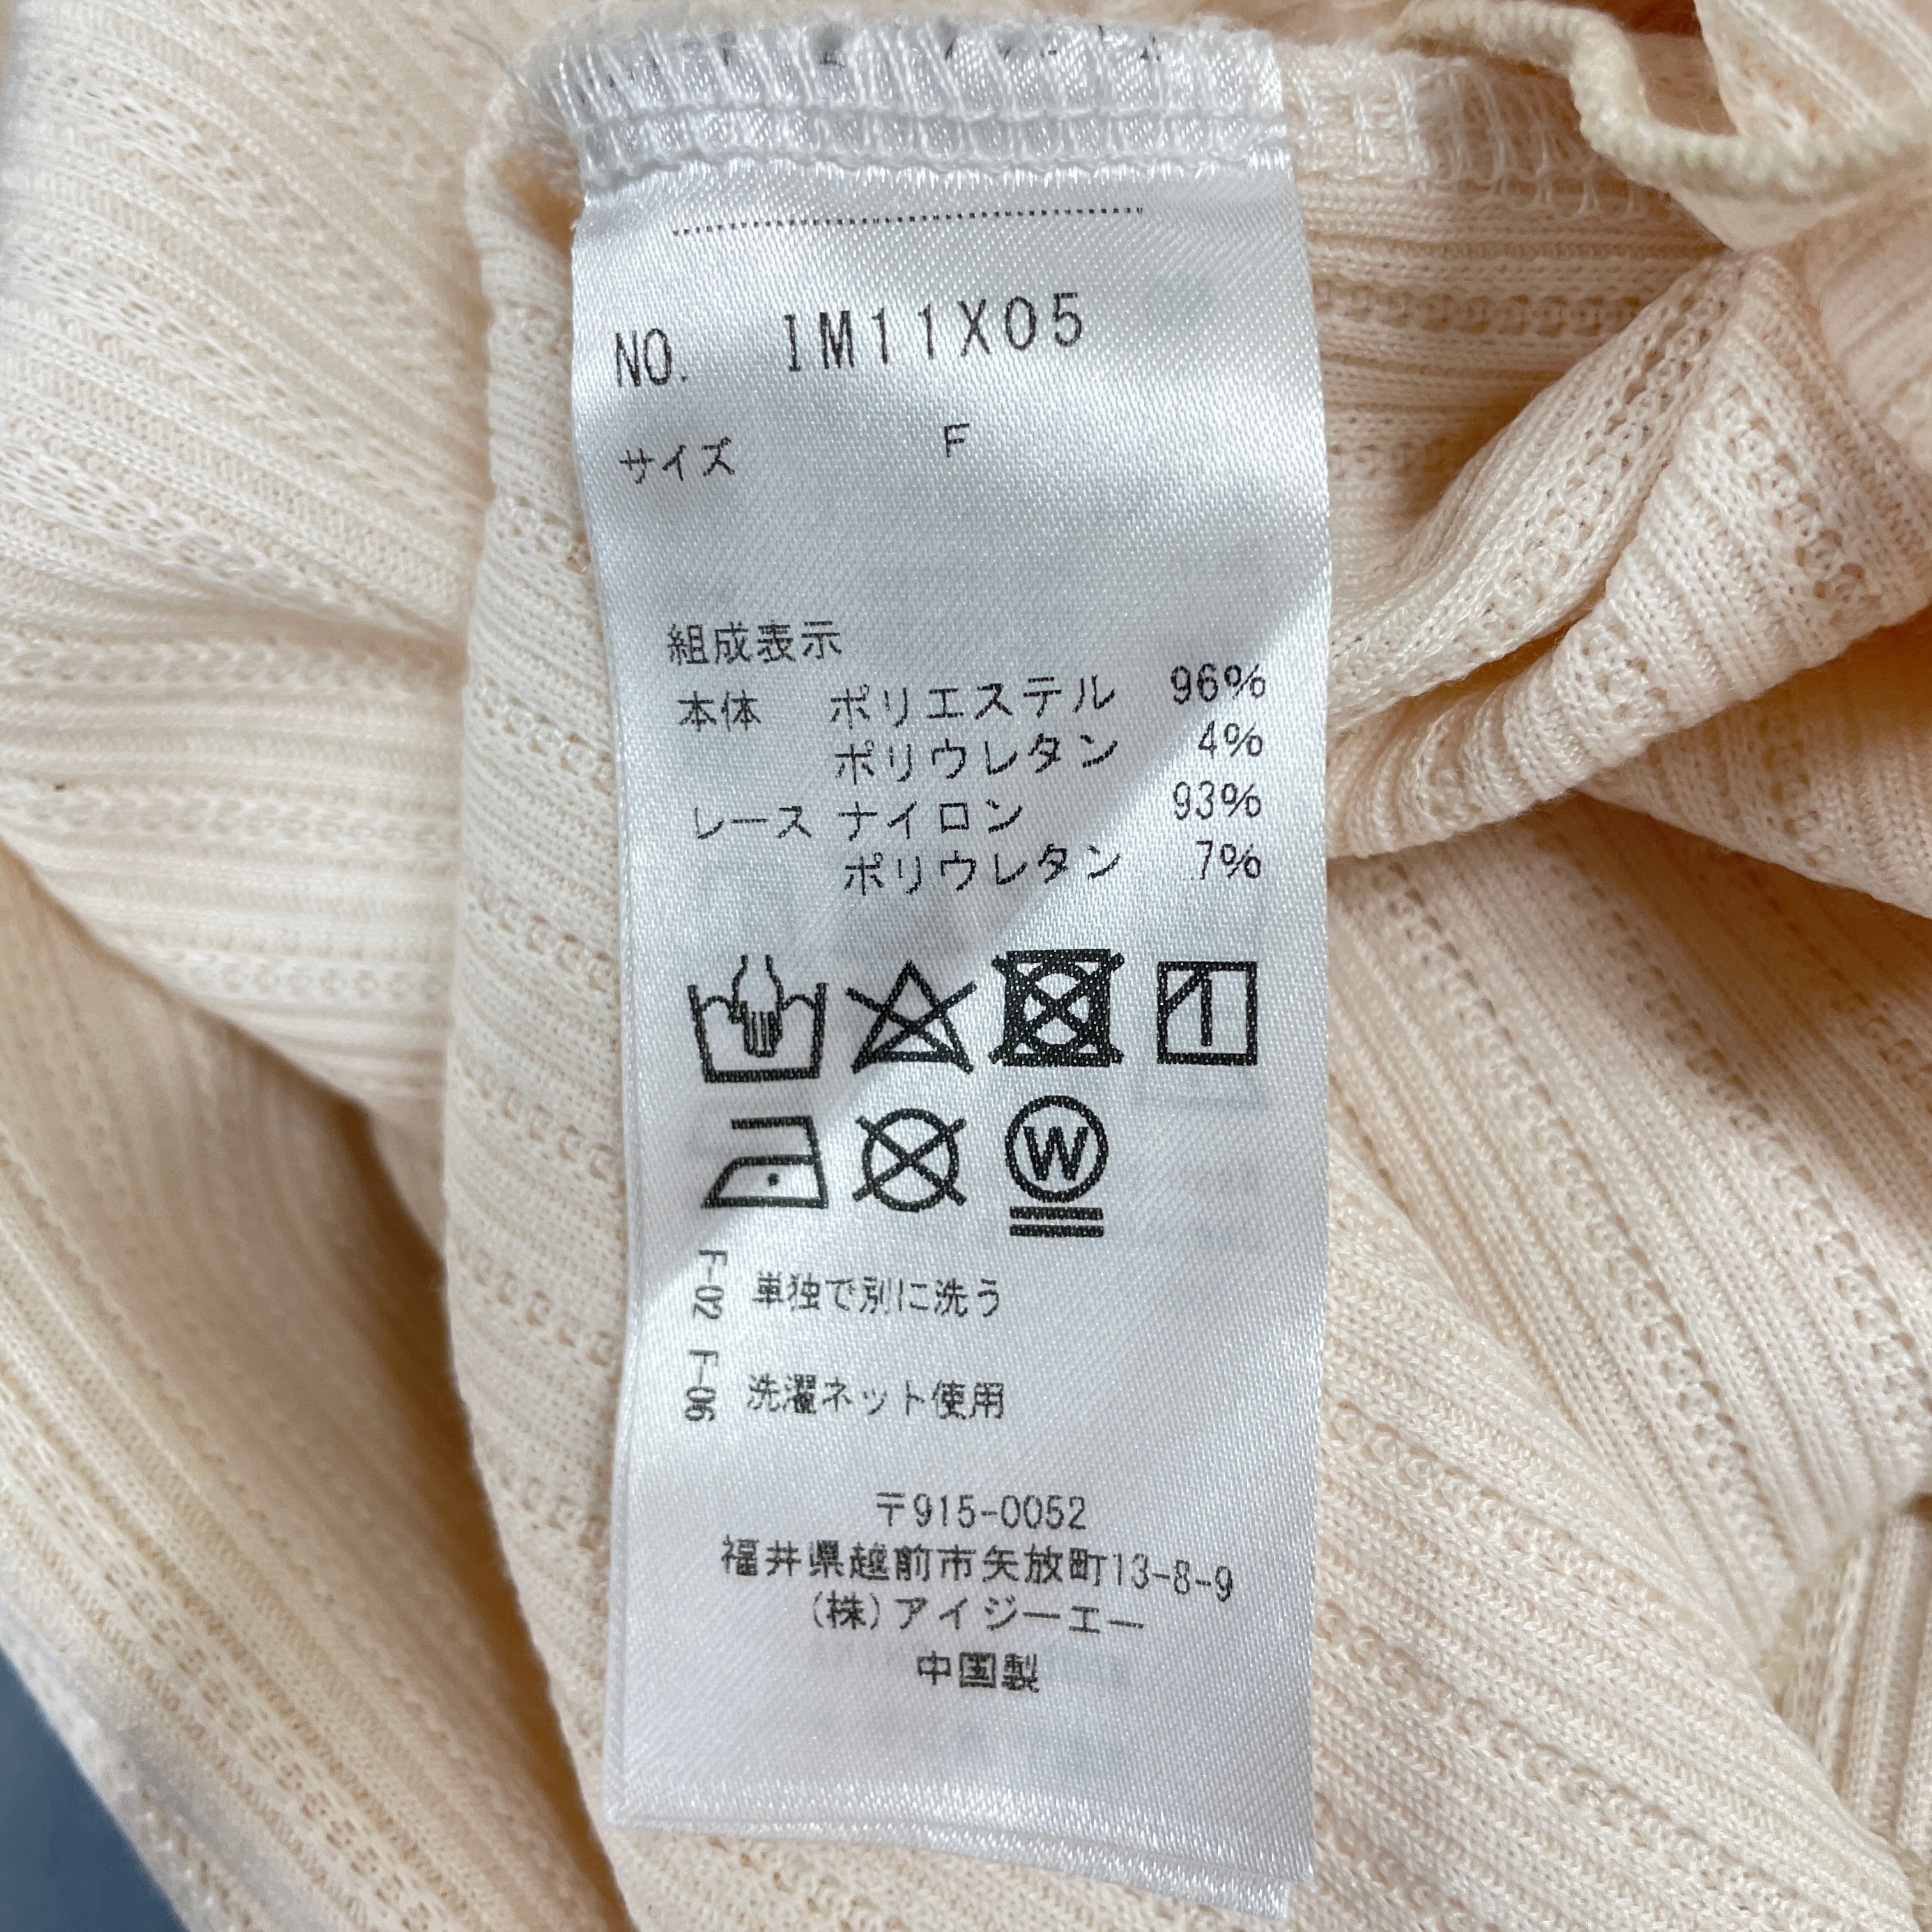 NO. IM11X05
サイズ F
組成表示
本体 ポリエステル 96%
ポリウレタン 4%
レース ナイロン 93%
ポリウレタン 7%
W
F-02 単独で別に洗う
F-06 洗濯ネット使用
〒915-0052
福井県越前市矢放町13-8-9
(株)アイジーエー
中国製